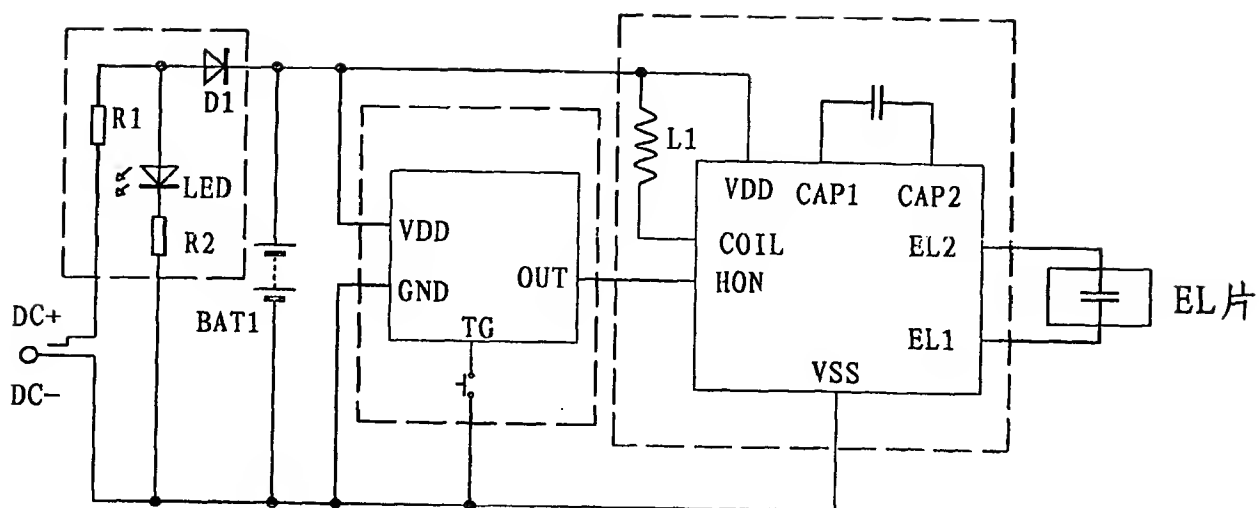 D1
R1
L1
LED
R2
VDD
CAP1
CAP2
VDD
COIL
EL2
GND
OUT
HON
EL片
DC+
BAT1
TG
EL1
VSS
DC-